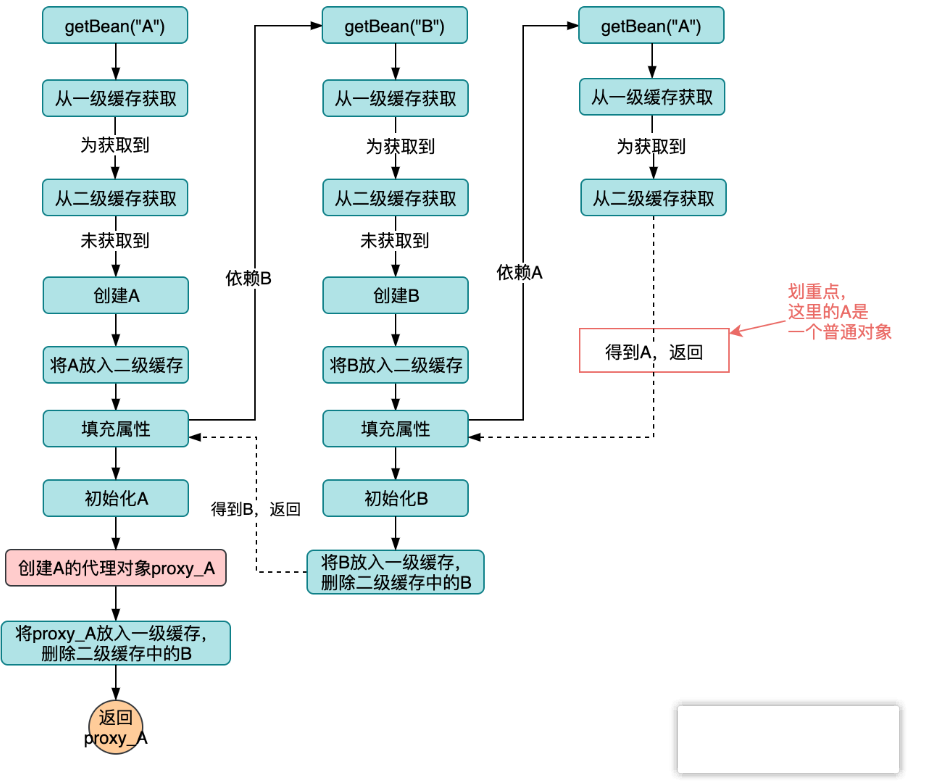 getBean("A")
从一级缓存获取
为获取到
从二级缓存获取
未获取到
创建A
将A放入二级缓存
填充属性
初始化A
创建A的代理对象proxy_A
将proxy_A放入一级缓存，
删除二级缓存中的B
返回
proxy_A
依赖B
得到B，返回
getBean("B")
从一级缓存获取
为获取到
从二级缓存获取
未获取到
创建B
将B放入二级缓存
填充属性
初始化B
将B放入一级缓存，
删除二级缓存中的B
依赖A
getBean("A")
从一级缓存获取
为获取到
从二级缓存获取
得到A，返回
划重点，
这里的A是
一个普通对象